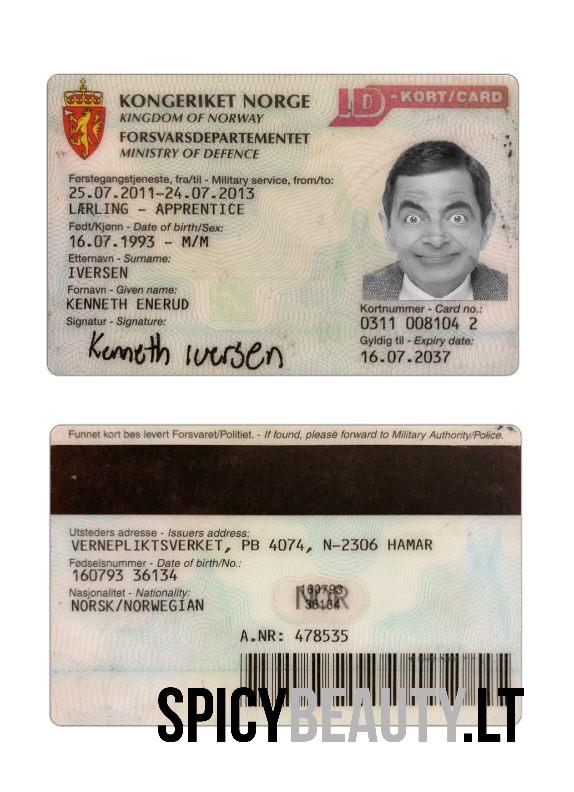 KONGERIKET NORGE
KINGDOM OF NORWAY
FORSVARSDEPARTEMENTET
MINISTRY OF DEFENCE
ID-KORT/CARD
Førstegangstjeneste, fra/til - Military service, from/to:
25.07.2011-24.07.2013
LÆRLING - APPRENTICE
Født/Kjønn - Date of birth/Sex:
16.07.1993 - M/M
Etternavn - Surname:
IVERSEN
Fornavn - Given name:
KENNETH ENERUD
Signatur - Signature:
Kenneth Iversen
Kortnummer - Card no.:
0311 008104 2
Gyldig til - Expiry date:
16.07.2037
Funnet kort bes levert Forsvaret/Politiet. - If found, please forward to Military Authority/Police.
Utsteders adresse - Issuers address:
VERNEPLIKTSVERKET, PB 4074, N-2306 HAMAR
Fødselsnummer - Date of birth/No.:
160793 36134
Nasjonalitet - Nationality:
NORSK/NORWEGIAN
NOR
160793
36134
A.NR: 478535
SPICYBEAUTY.LT